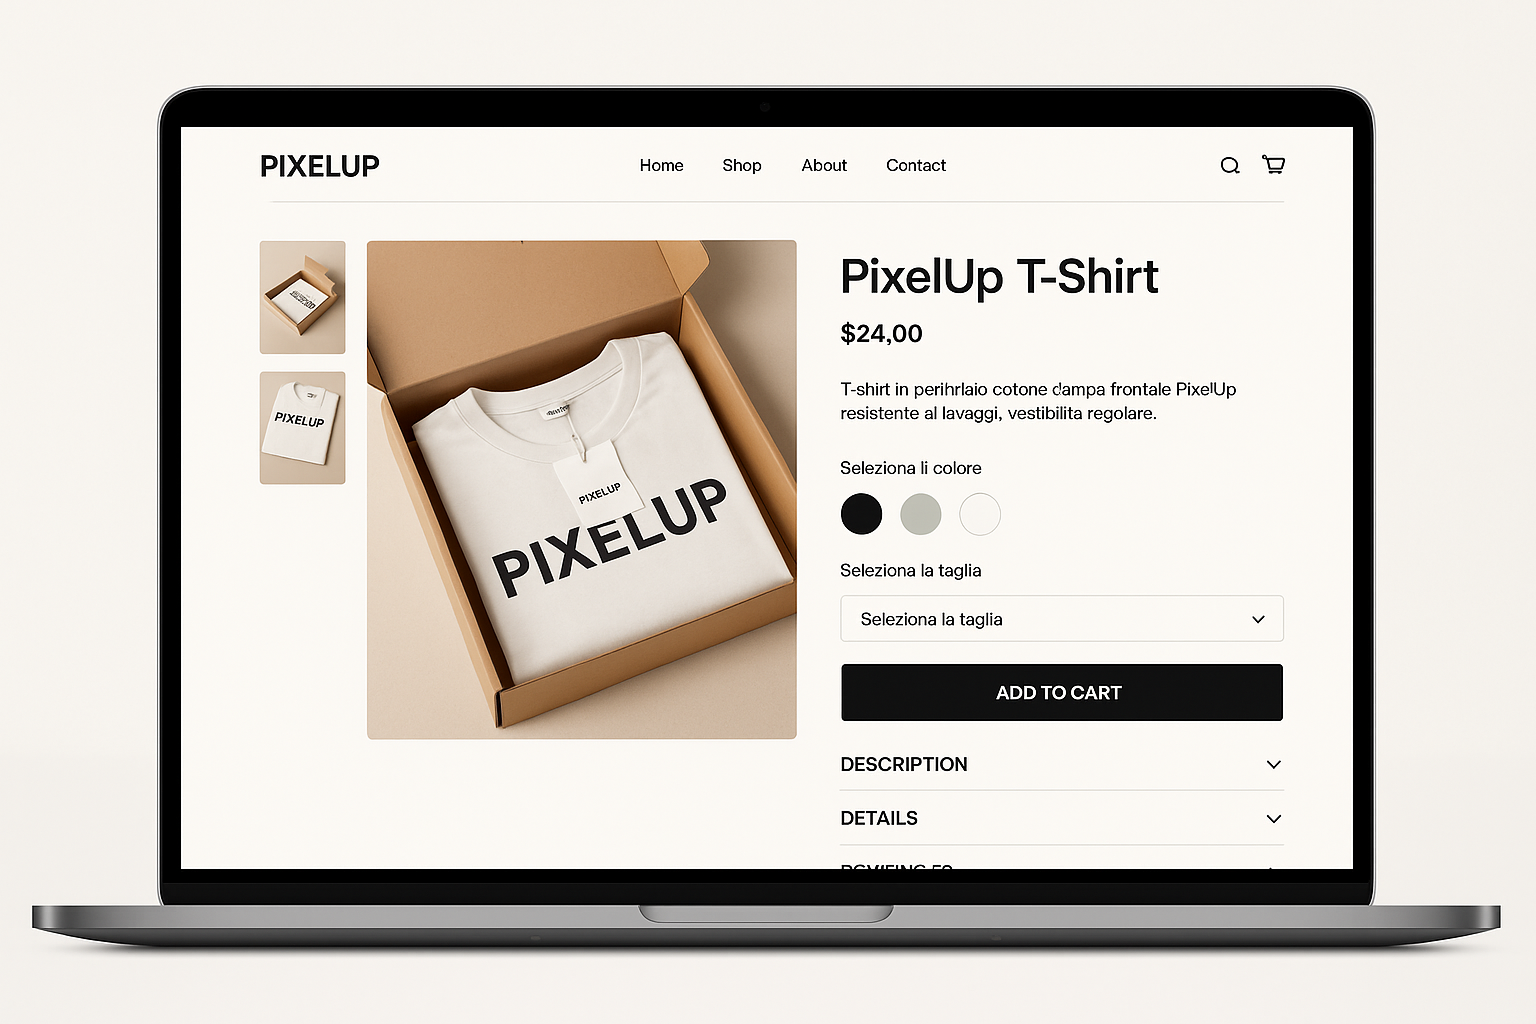 PIXELUP
Home Shop About Contact
PIXELUP
PIXELUP
PIXELUP
PixelUp T-Shirt
$24,00
T-shirt in perihrlaio cotone dampa frontale PixelUp
resistente al lavaggi, vestibilita regolare.
Seleziona li colore
Seleziona la taglia
Seleziona la taglia
ADD TO CART
DESCRIPTION
DETAILS